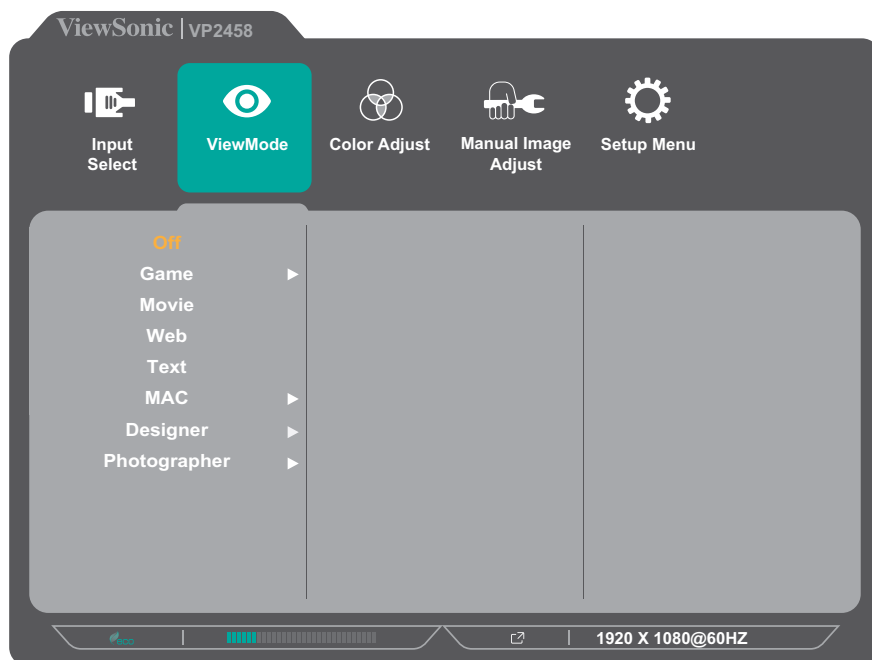 ViewSonic | VP2458
Input Select
ViewMode
Color Adjust
Manual Image Adjust
Setup Menu
Off
Game
Movie
Web
Text
MAC
Designer
Photographer
eco
1920 X 1080@60HZ